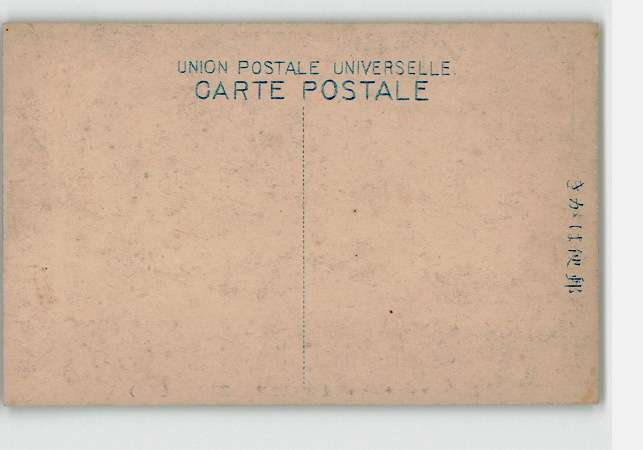 UNION POSTALE UNIVERSELLE.
CARTE POSTALE
きかは便郵